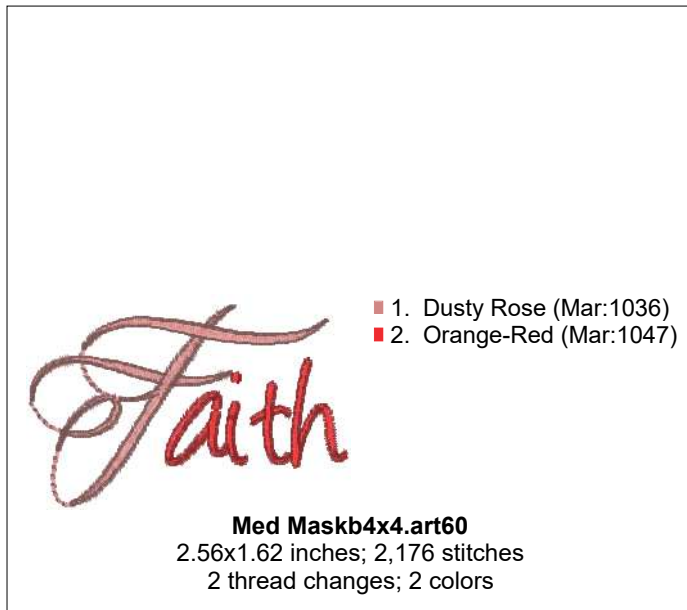 1. Dusty Rose (Mar:1036)
2. Orange-Red (Mar:1047)
Faith
Med Maskb4x4.art60
2.56x1.62 inches; 2,176 stitches
2 thread changes; 2 colors